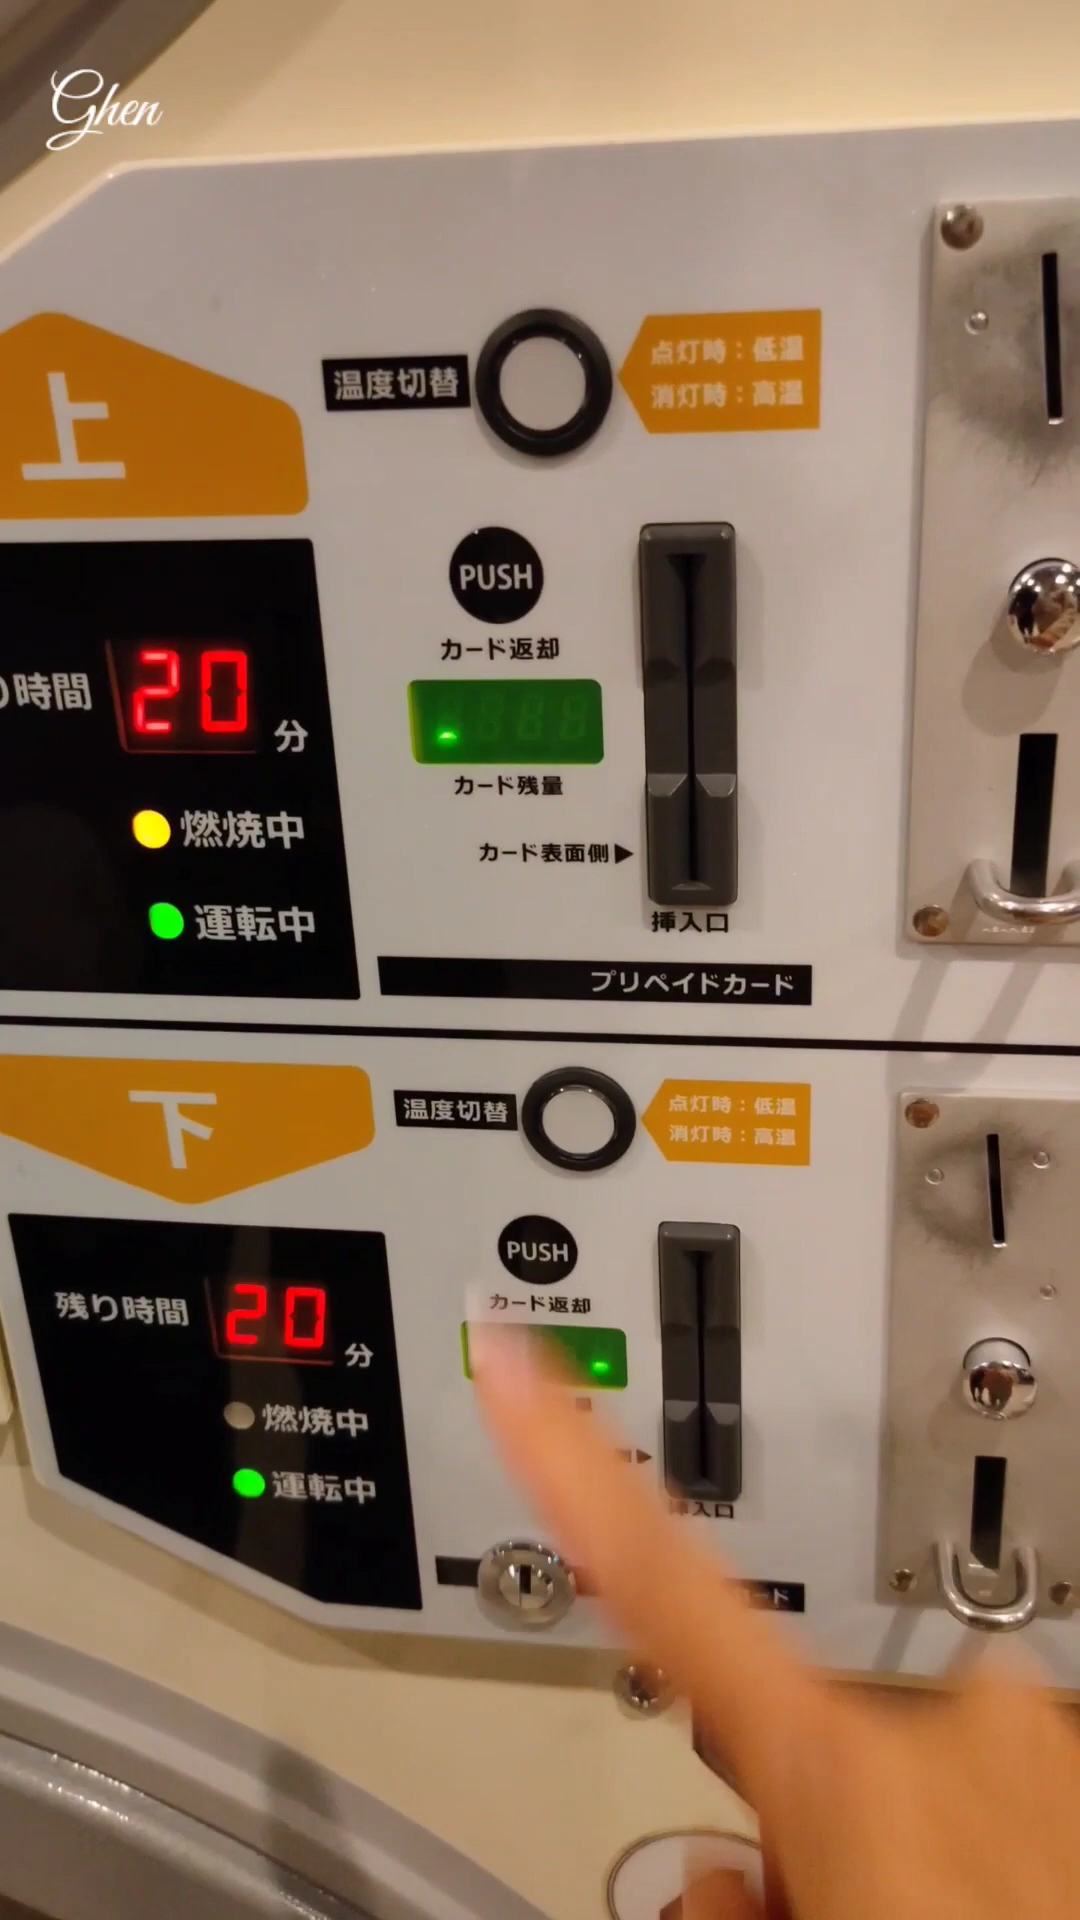 Ghen
上
温度切替
点灯時：低温
消灯時：高温
PUSH
カード返却
り時間
20
分
カード残量
燃焼中
カード表面側▶
運転中
挿入口
プリペイドカード
下
温度切替
点灯時：低温
消灯時：高温
PUSH
カード返却
残り時間
20
分
燃焼中
運転中
挿入口
ード